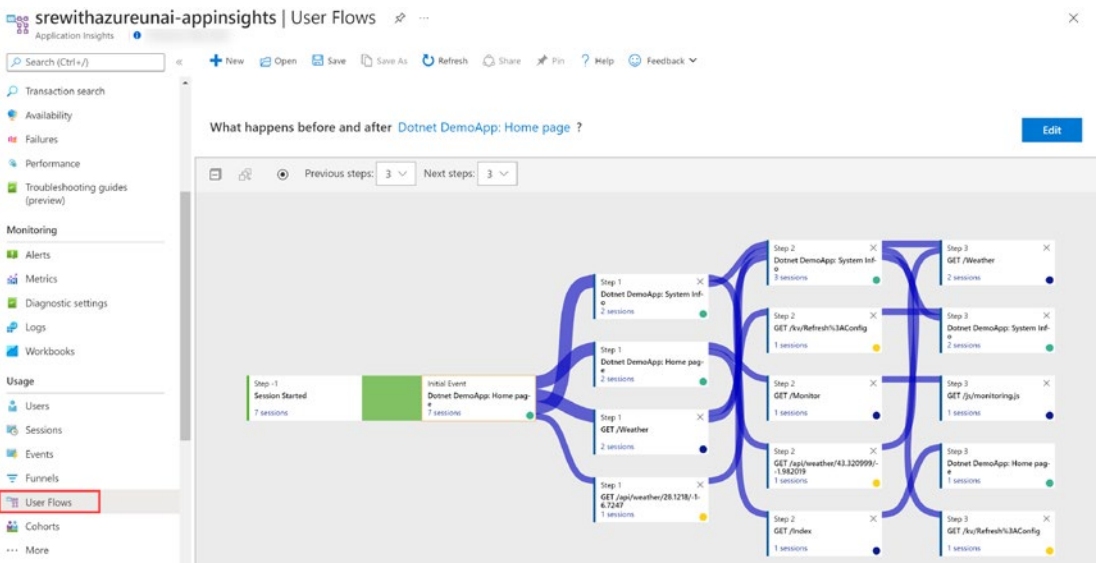 srewithazureunai-appinsights | User Flows ...
Application Insights
Search (Ctrl+/)
«
New
Open
Save
Save As
Refresh
Share
Pin
Help
Feedback
Transaction search
Availability
Failures
Performance
Troubleshooting guides
(preview)
Monitoring
Alerts
Metrics
Diagnostic settings
Logs
Workbooks
Usage
Users
Sessions
Events
Funnels
User Flows
Cohorts
More
What happens before and after Dotnet DemoApp: Home page ?
Edit
Previous steps: 3
Next steps: 3
Step -1
Session Started
7 sessions
Initial Event
Dotnet DemoApp: Home pag-
e
7 sessions
Step 1
Dotnet DemoApp: System Inf-
o
2 sessions
Step 1
Dotnet DemoApp: Home pag-
e
2 sessions
Step 1
GET /Weather
2 sessions
Step 1
GET /api/weather/28.1218/-1-
6.7247
1 sessions
Step 2
Dotnet DemoApp: System Inf-
o
3 sessions
Step 2
GET /kv/Refresh%3AConfig
1 sessions
Step 2
GET /Monitor
1 sessions
Step 2
GET /api/weather/43.320999/-
-1.982019
1 sessions
Step 2
GET /Index
1 sessions
Step 3
GET /Weather
2 sessions
Step 3
Dotnet DemoApp: System Inf-
o
2 sessions
Step 3
GET /js/monitoring.js
1 sessions
Step 3
Dotnet DemoApp: Home pag-
e
1 sessions
Step 3
GET /kv/Refresh%3AConfig
1 sessions